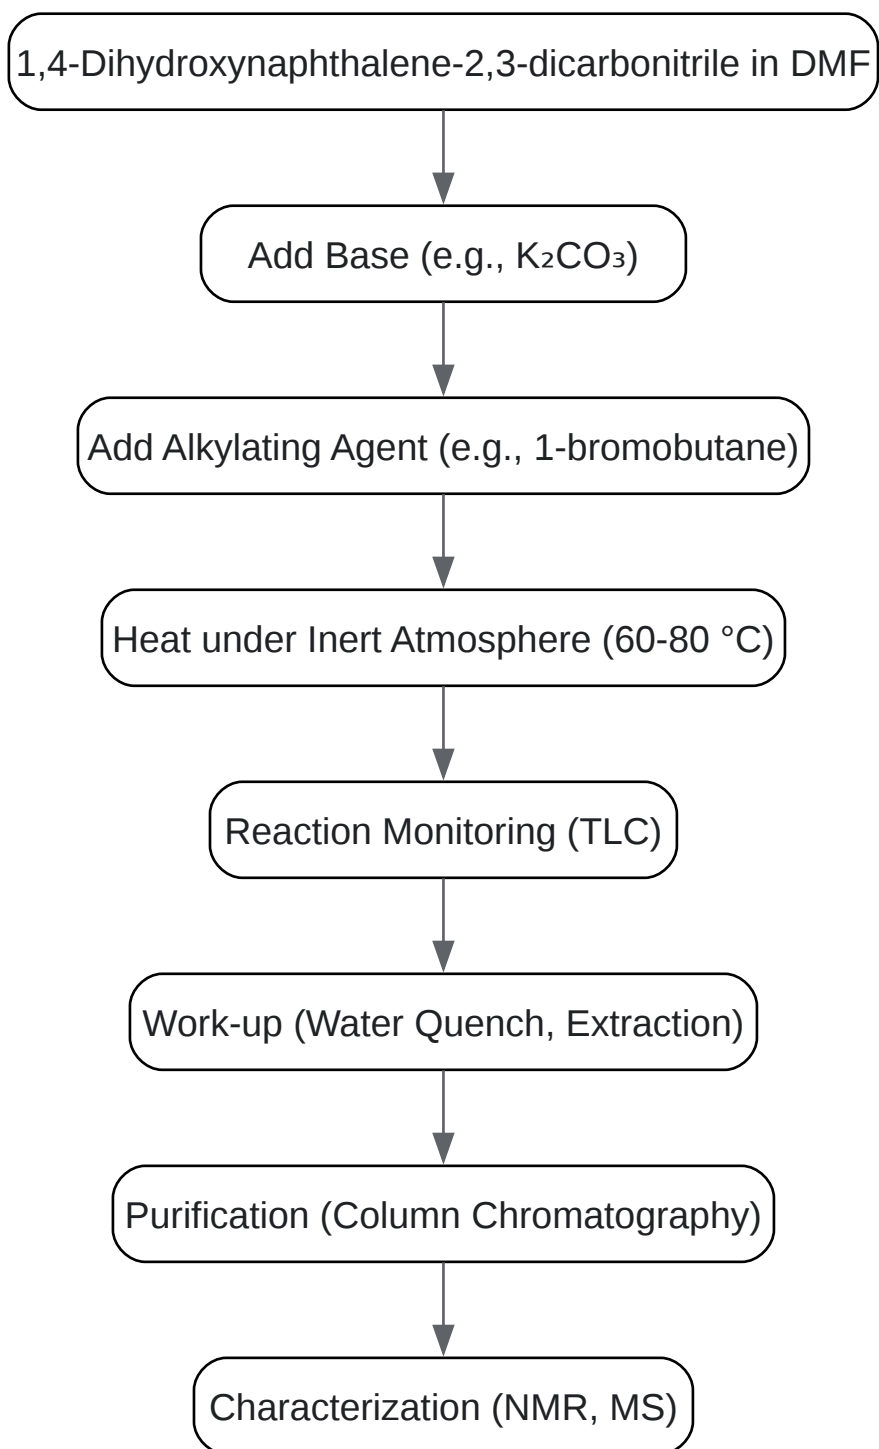 1,4-Dihydroxynaphthalene-2,3-dicarbonitrile in DMF
Add Base (e.g., K₂CO₃)
Add Alkylating Agent (e.g., 1-bromobutane)
Heat under Inert Atmosphere (60-80 °C)
Reaction Monitoring (TLC)
Work-up (Water Quench, Extraction)
Purification (Column Chromatography)
Characterization (NMR, MS)